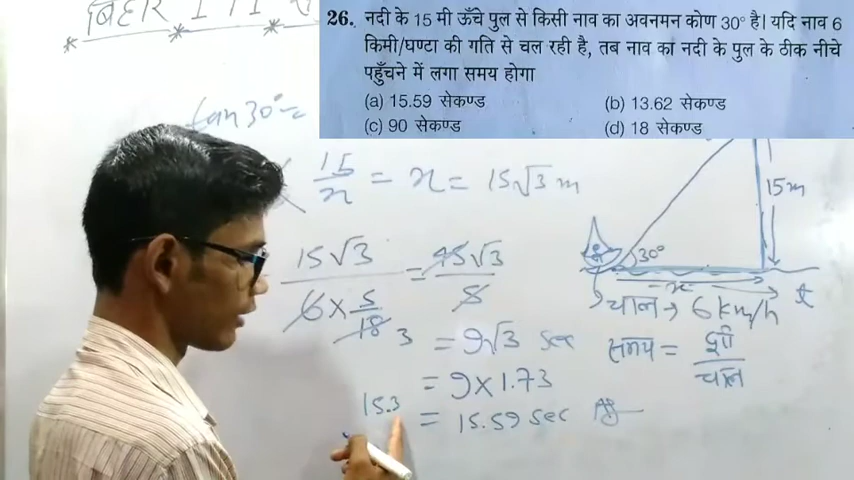 बिहार ITI
26. नदी के 15 मी ऊँचे पुल से किसी नाव का अवनमन कोण 30° है। यदि नाव 6
किमी/घण्टा की गति से चल रही है, तब नाव का नदी के पुल के ठीक नीचे
पहुँचने में लगा समय होगा
(a) 15.59 सेकण्ड (b) 13.62 सेकण्ड
(c) 90 सेकण्ड (d) 18 सेकण्ड
tan 30° =
15/x = x = 15√3 m
15m
30°
x
15√3 / 6 × 5/18 3 = 45√3 / 5
चाल → 6 km/h
= 9√3 sec
समय = दूरी / चाल
= 9 × 1.73
15.3
= 15.59 sec